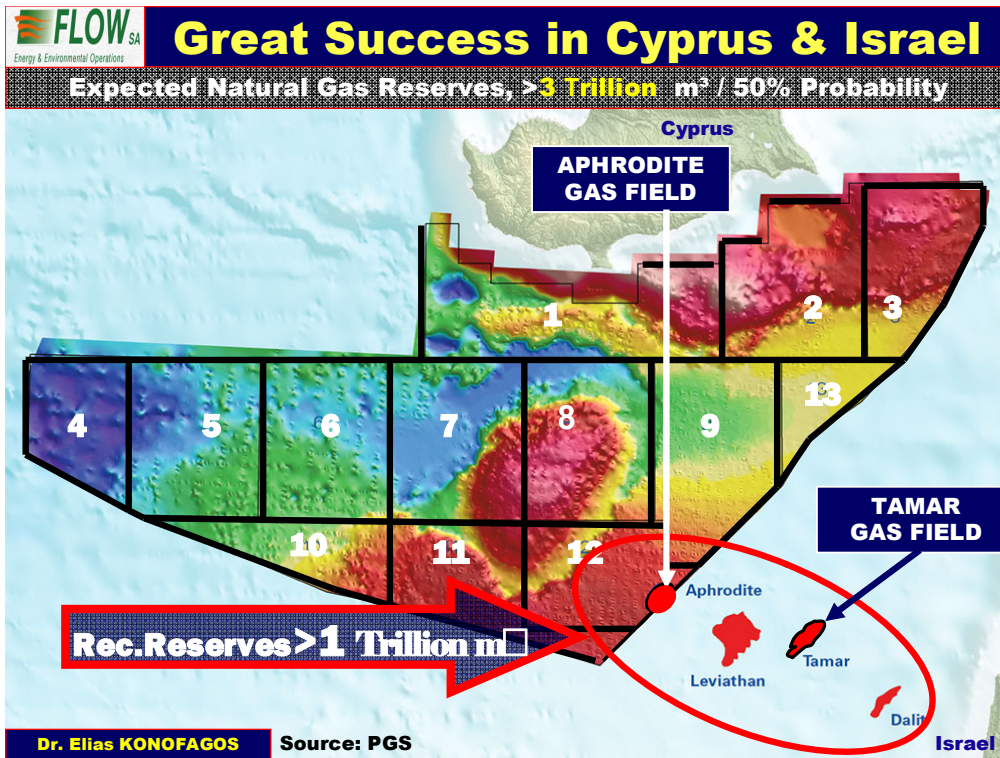 FLOW SA
Energy & Environmental Operations
Great Success in Cyprus & Israel
Expected Natural Gas Reserves, >3 Trillion m³ / 50% Probability
Cyprus
APHRODITE
GAS FIELD
1
2
3
4
5
6
7
8
9
13
10
11
12
TAMAR
GAS FIELD
Aphrodite
Rec.Reserves>1 Trillion m□
Tamar
Leviathan
Dalit
Israel
Dr. Elias KONOFAGOS
Source: PGS